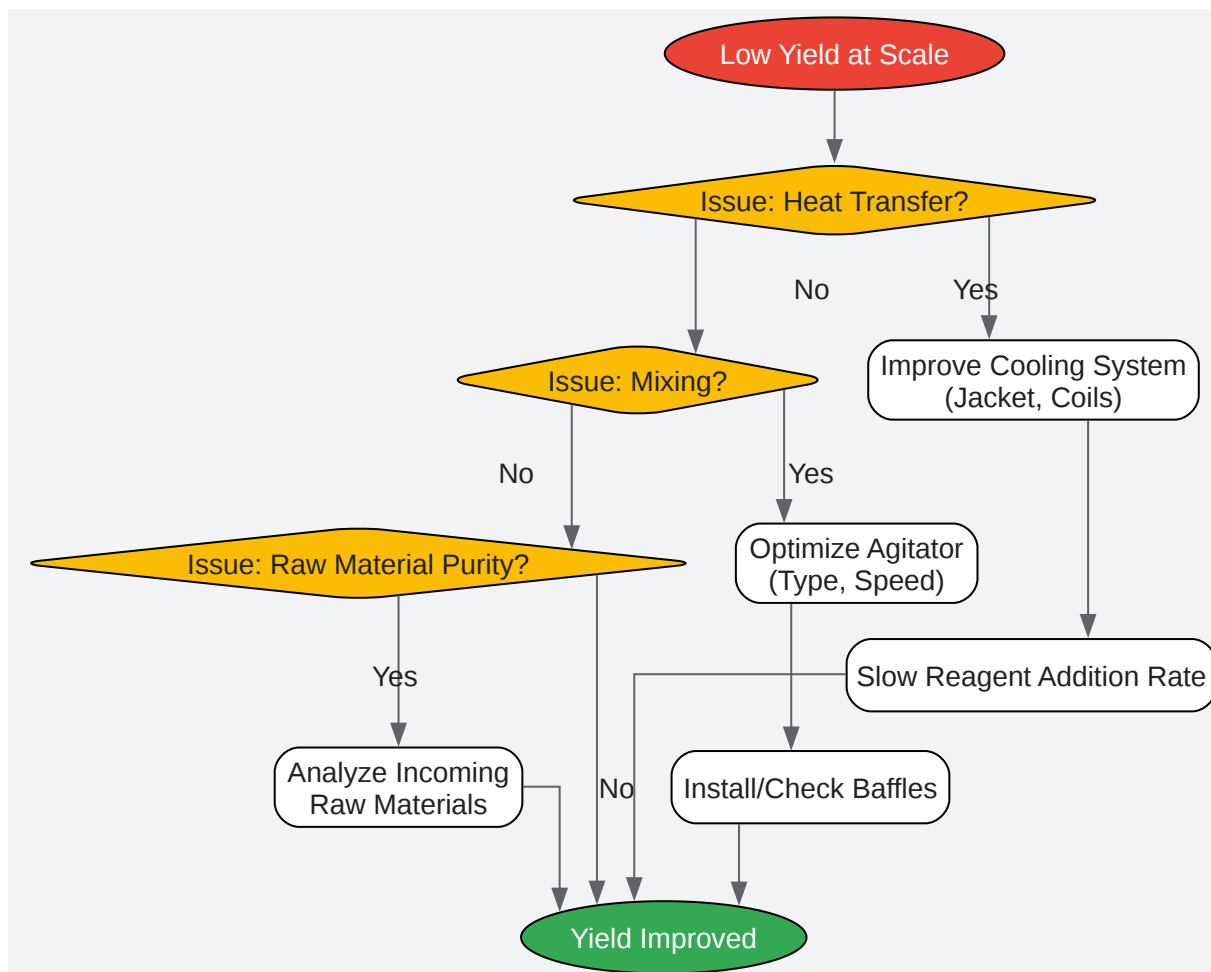 Low Yield at Scale
Issue: Heat Transfer?
No
Yes
Improve Cooling System
(Jacket, Coils)
Issue: Mixing?
No
Yes
Optimize Agitator
(Type, Speed)
Issue: Raw Material Purity?
Yes
Slow Reagent Addition Rate
Analyze Incoming
Raw Materials
No
Install/Check Baffles
Yield Improved